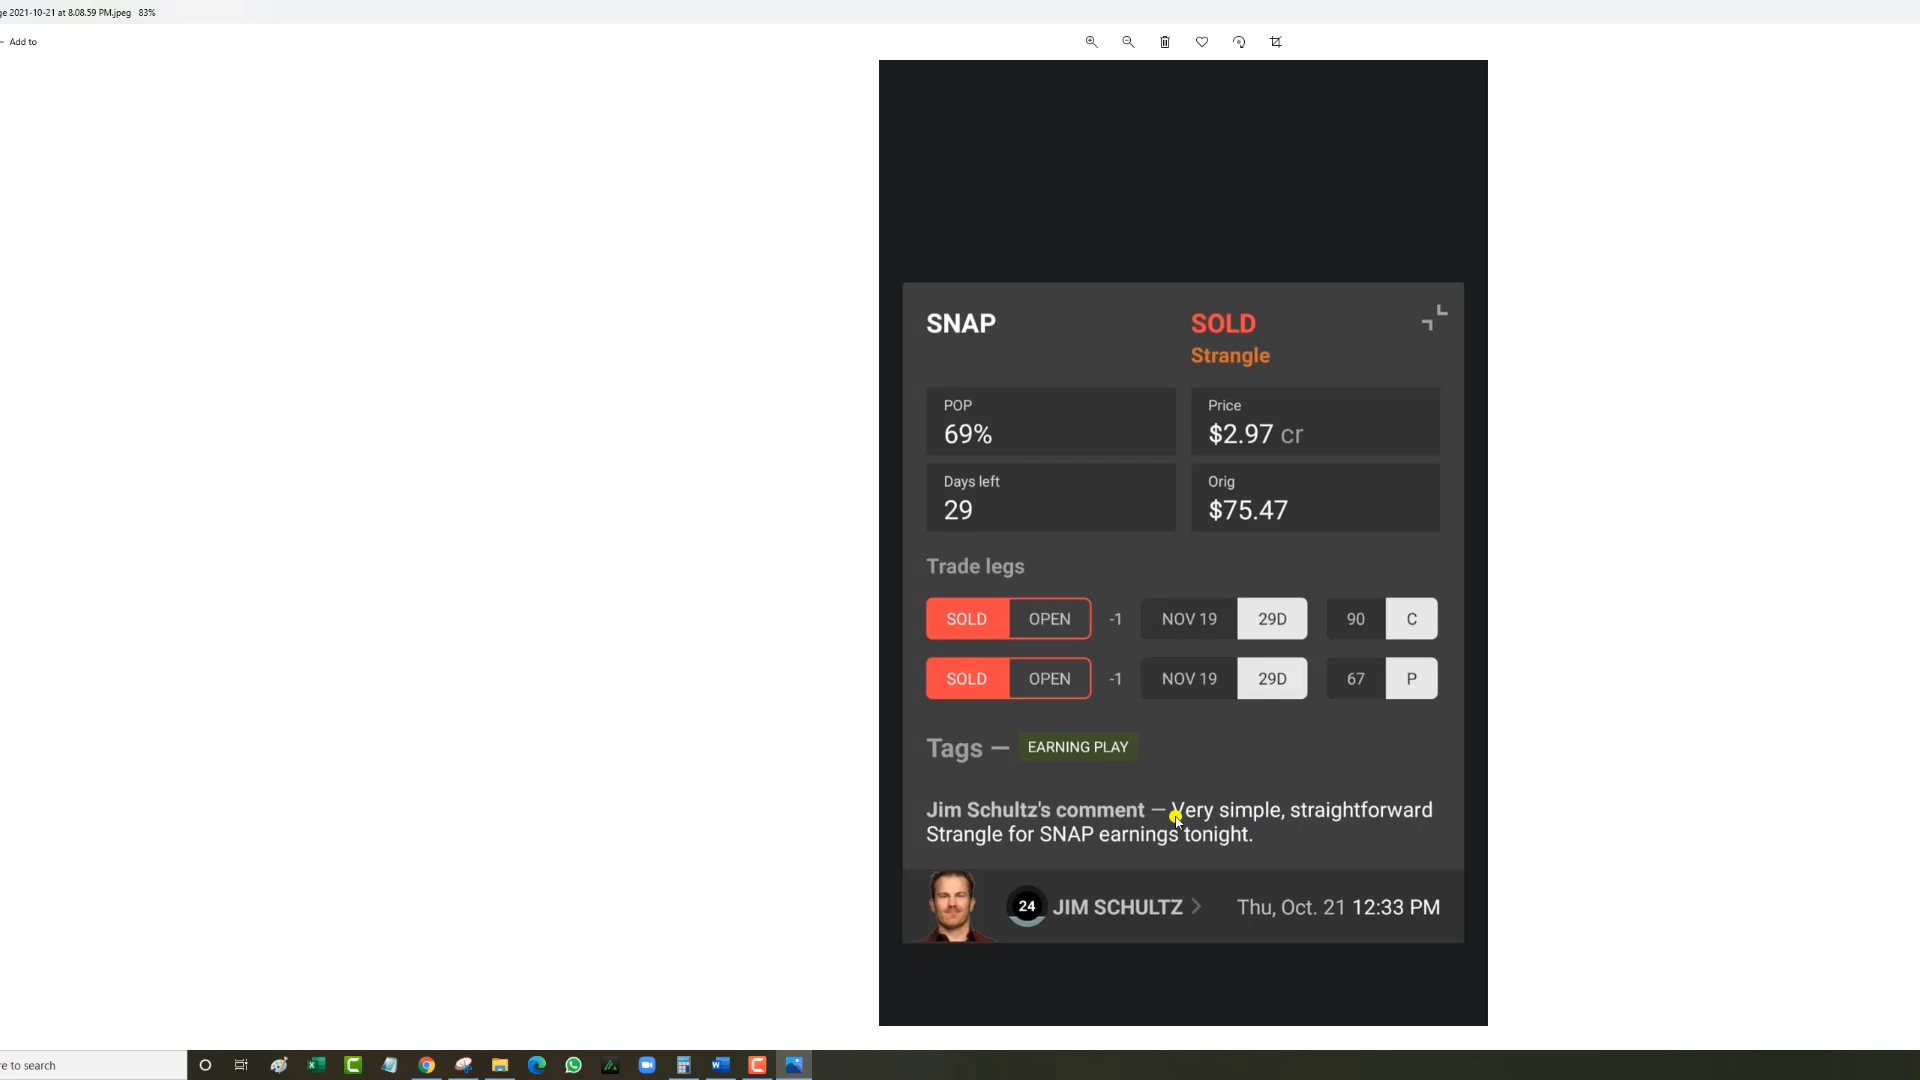 ge 2021-10-21 at 8.08.59 PM.jpeg 83%
Add to
SNAP
SOLD
Strangle
POP
69%
Price
$2.97 cr
Days left
29
Orig
$75.47
Trade legs
SOLD OPEN -1 NOV 19 29D 90 C
SOLD OPEN -1 NOV 19 29D 67 P
Tags — EARNING PLAY
Jim Schultz's comment — Very simple, straightforward
Strangle for SNAP earnings tonight.
24 JIM SCHULTZ Thu, Oct. 21 12:33 PM
re to search